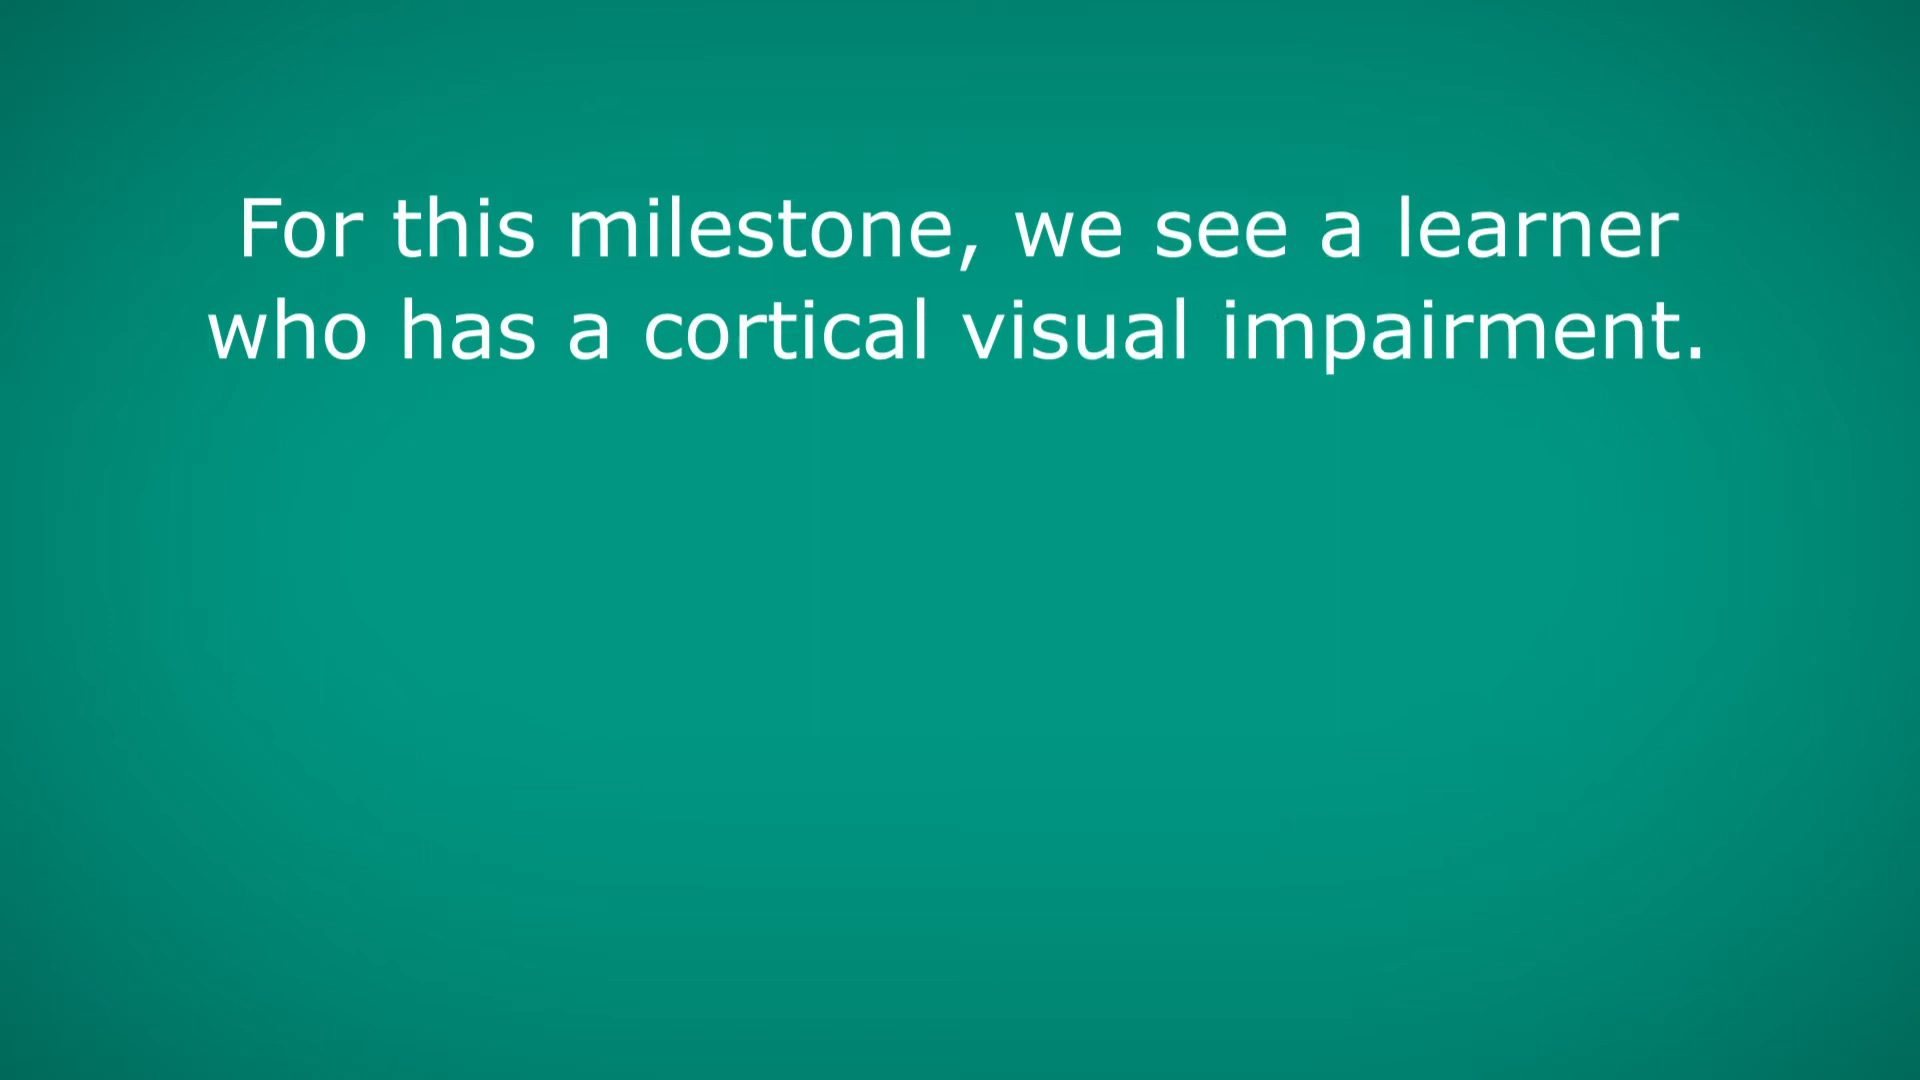 For this milestone, we see a learner
who has a cortical visual impairment.